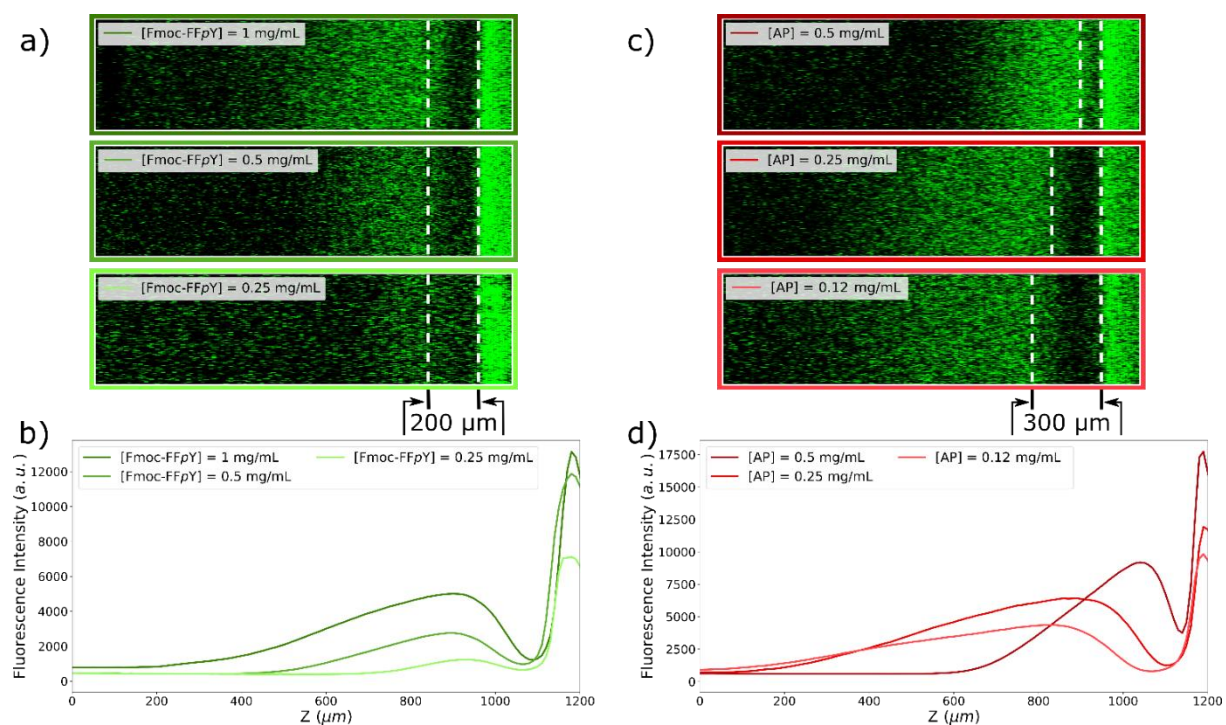 a)
[Fmoc-FFpY] = 1 mg/mL
[Fmoc-FFpY] = 0.5 mg/mL
[Fmoc-FFpY] = 0.25 mg/mL
200 μm
b)
[Fmoc-FFpY] = 1 mg/mL
[Fmoc-FFpY] = 0.5 mg/mL
[Fmoc-FFpY] = 0.25 mg/mL
Fluorescence Intensity (a.u.)
12000
10000
8000
6000
4000
2000
0
0 200 400 600 800 1000 1200
Z (μm)
c)
[AP] = 0.5 mg/mL
[AP] = 0.25 mg/mL
[AP] = 0.12 mg/mL
300 μm
d)
[AP] = 0.5 mg/mL
[AP] = 0.25 mg/mL
[AP] = 0.12 mg/mL
Fluorescence Intensity (a.u.)
17500
15000
12500
10000
7500
5000
2500
0
0 200 400 600 800 1000 1200
Z (μm)